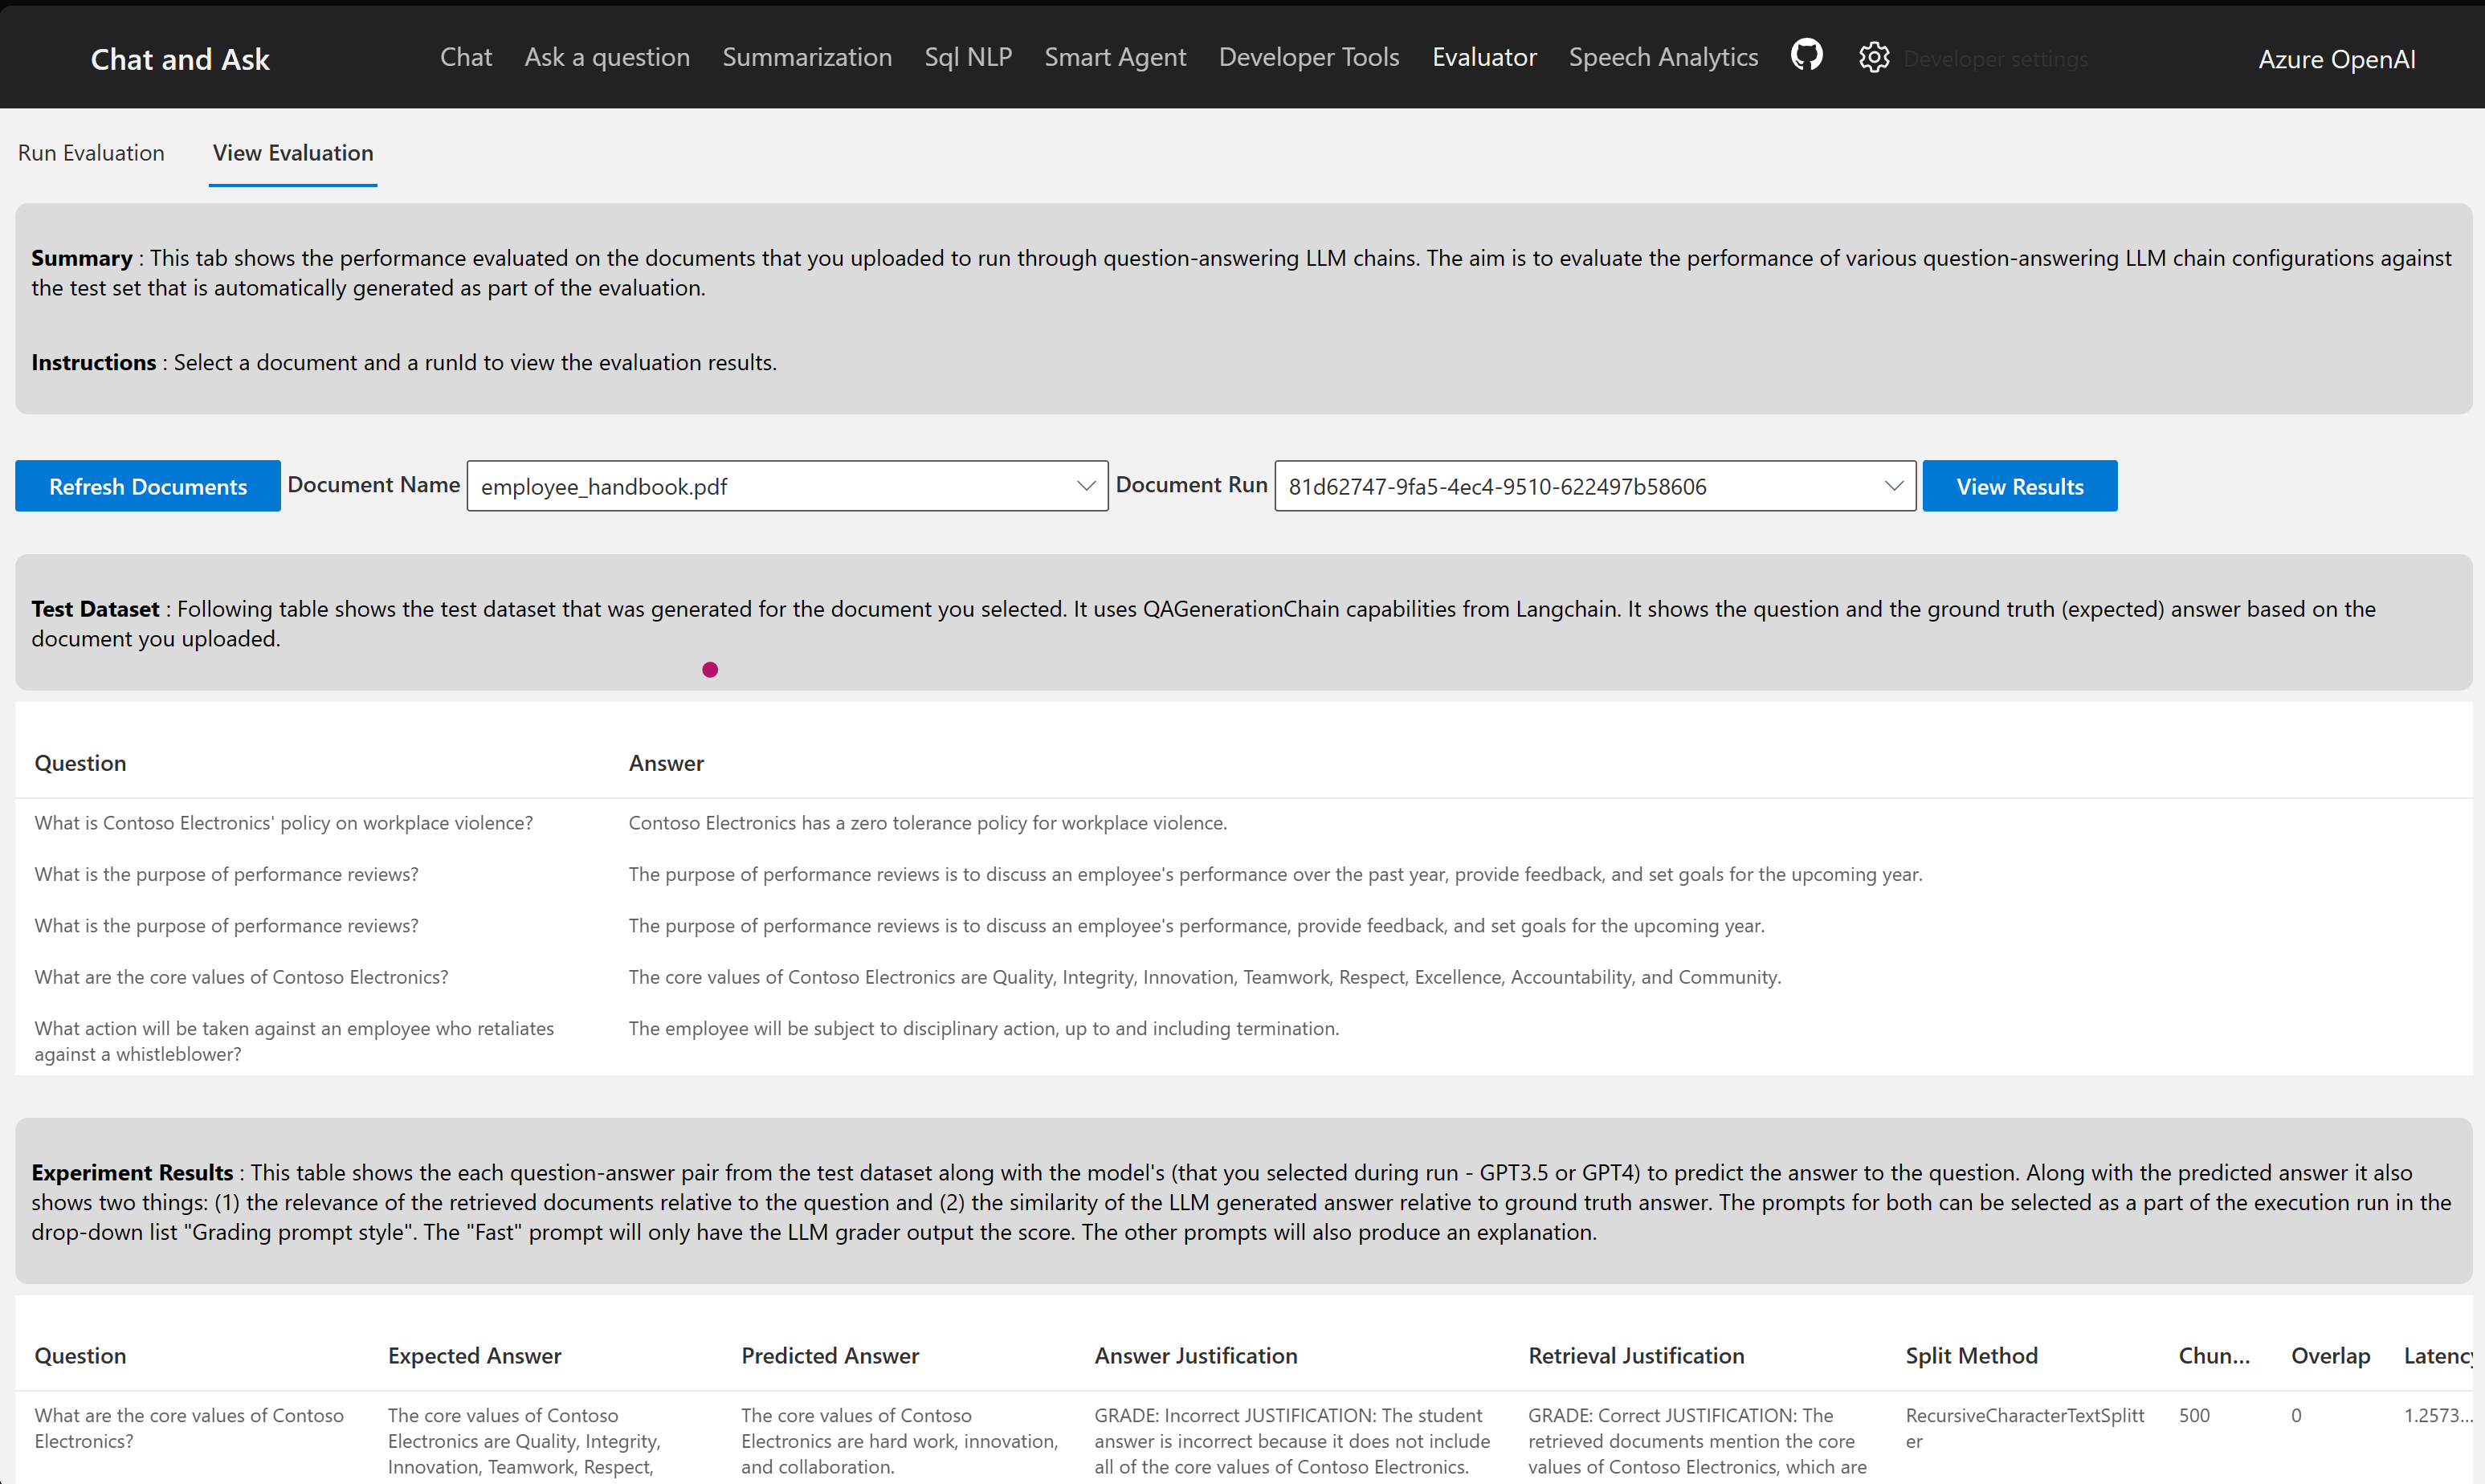 Chat and Ask Chat Ask a question Summarization Sql NLP Smart Agent Developer Tools Evaluator Speech Analytics Developer settings Azure OpenAI
Run Evaluation View Evaluation
Summary : This tab shows the performance evaluated on the documents that you uploaded to run through question-answering LLM chains. The aim is to evaluate the performance of various question-answering LLM chain configurations against
the test set that is automatically generated as part of the evaluation.
Instructions : Select a document and a runId to view the evaluation results.
Refresh Documents Document Name employee_handbook.pdf Document Run 81d62747-9fa5-4ec4-9510-622497b58606 View Results
Test Dataset : Following table shows the test dataset that was generated for the document you selected. It uses QAGenerationChain capabilities from Langchain. It shows the question and the ground truth (expected) answer based on the
document you uploaded.
Question Answer
What is Contoso Electronics' policy on workplace violence? Contoso Electronics has a zero tolerance policy for workplace violence.
What is the purpose of performance reviews? The purpose of performance reviews is to discuss an employee's performance over the past year, provide feedback, and set goals for the upcoming year.
What is the purpose of performance reviews? The purpose of performance reviews is to discuss an employee's performance, provide feedback, and set goals for the upcoming year.
What are the core values of Contoso Electronics? The core values of Contoso Electronics are Quality, Integrity, Innovation, Teamwork, Respect, Excellence, Accountability, and Community.
What action will be taken against an employee who retaliates The employee will be subject to disciplinary action, up to and including termination.
against a whistleblower?
Experiment Results : This table shows the each question-answer pair from the test dataset along with the model's (that you selected during run - GPT3.5 or GPT4) to predict the answer to the question. Along with the predicted answer it also
shows two things: (1) the relevance of the retrieved documents relative to the question and (2) the similarity of the LLM generated answer relative to ground truth answer. The prompts for both can be selected as a part of the execution run in the
drop-down list "Grading prompt style". The "Fast" prompt will only have the LLM grader output the score. The other prompts will also produce an explanation.
Question Expected Answer Predicted Answer Answer Justification Retrieval Justification Split Method Chun... Overlap Latency
What are the core values of Contoso The core values of Contoso The core values of Contoso GRADE: Incorrect JUSTIFICATION: The student GRADE: Correct JUSTIFICATION: The RecursiveCharacterTextSplitt 500 0 1.2573...
Electronics? Electronics are Quality, Integrity, Electronics are hard work, innovation, answer is incorrect because it does not include retrieved documents mention the core er
Innovation, Teamwork, Respect, and collaboration. all of the core values of Contoso Electronics. values of Contoso Electronics, which are